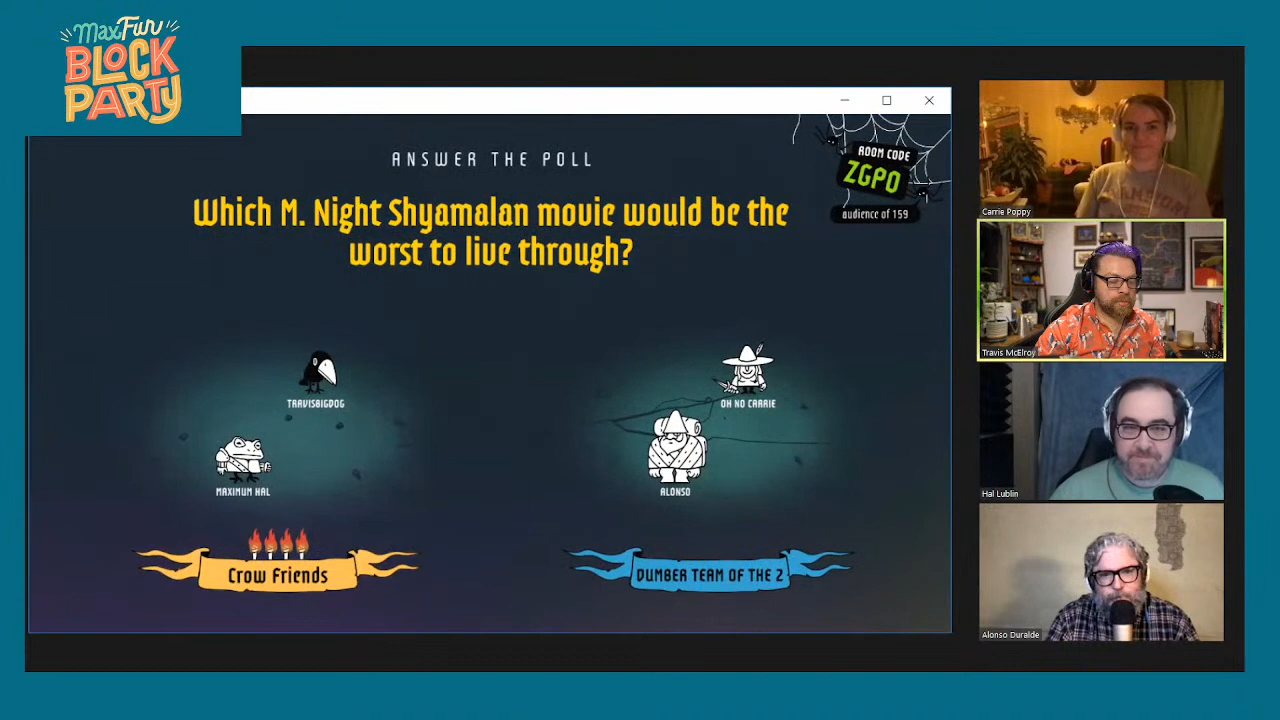 MaxFun
BLOCK
PARTY
ANSWER THE POLL
ROOM CODE
ZGPO
audience of 159
Which M. Night Shyamalan movie would be the
worst to live through?
TRAVISBIGDOG
OH NO CARRIE
MAXIMUM HAL
ALONSO
Crow Friends
DUMBER TEAM OF THE 2
Carrie Poppy
Travis McElroy
Hal Lublin
Alonso Duralde